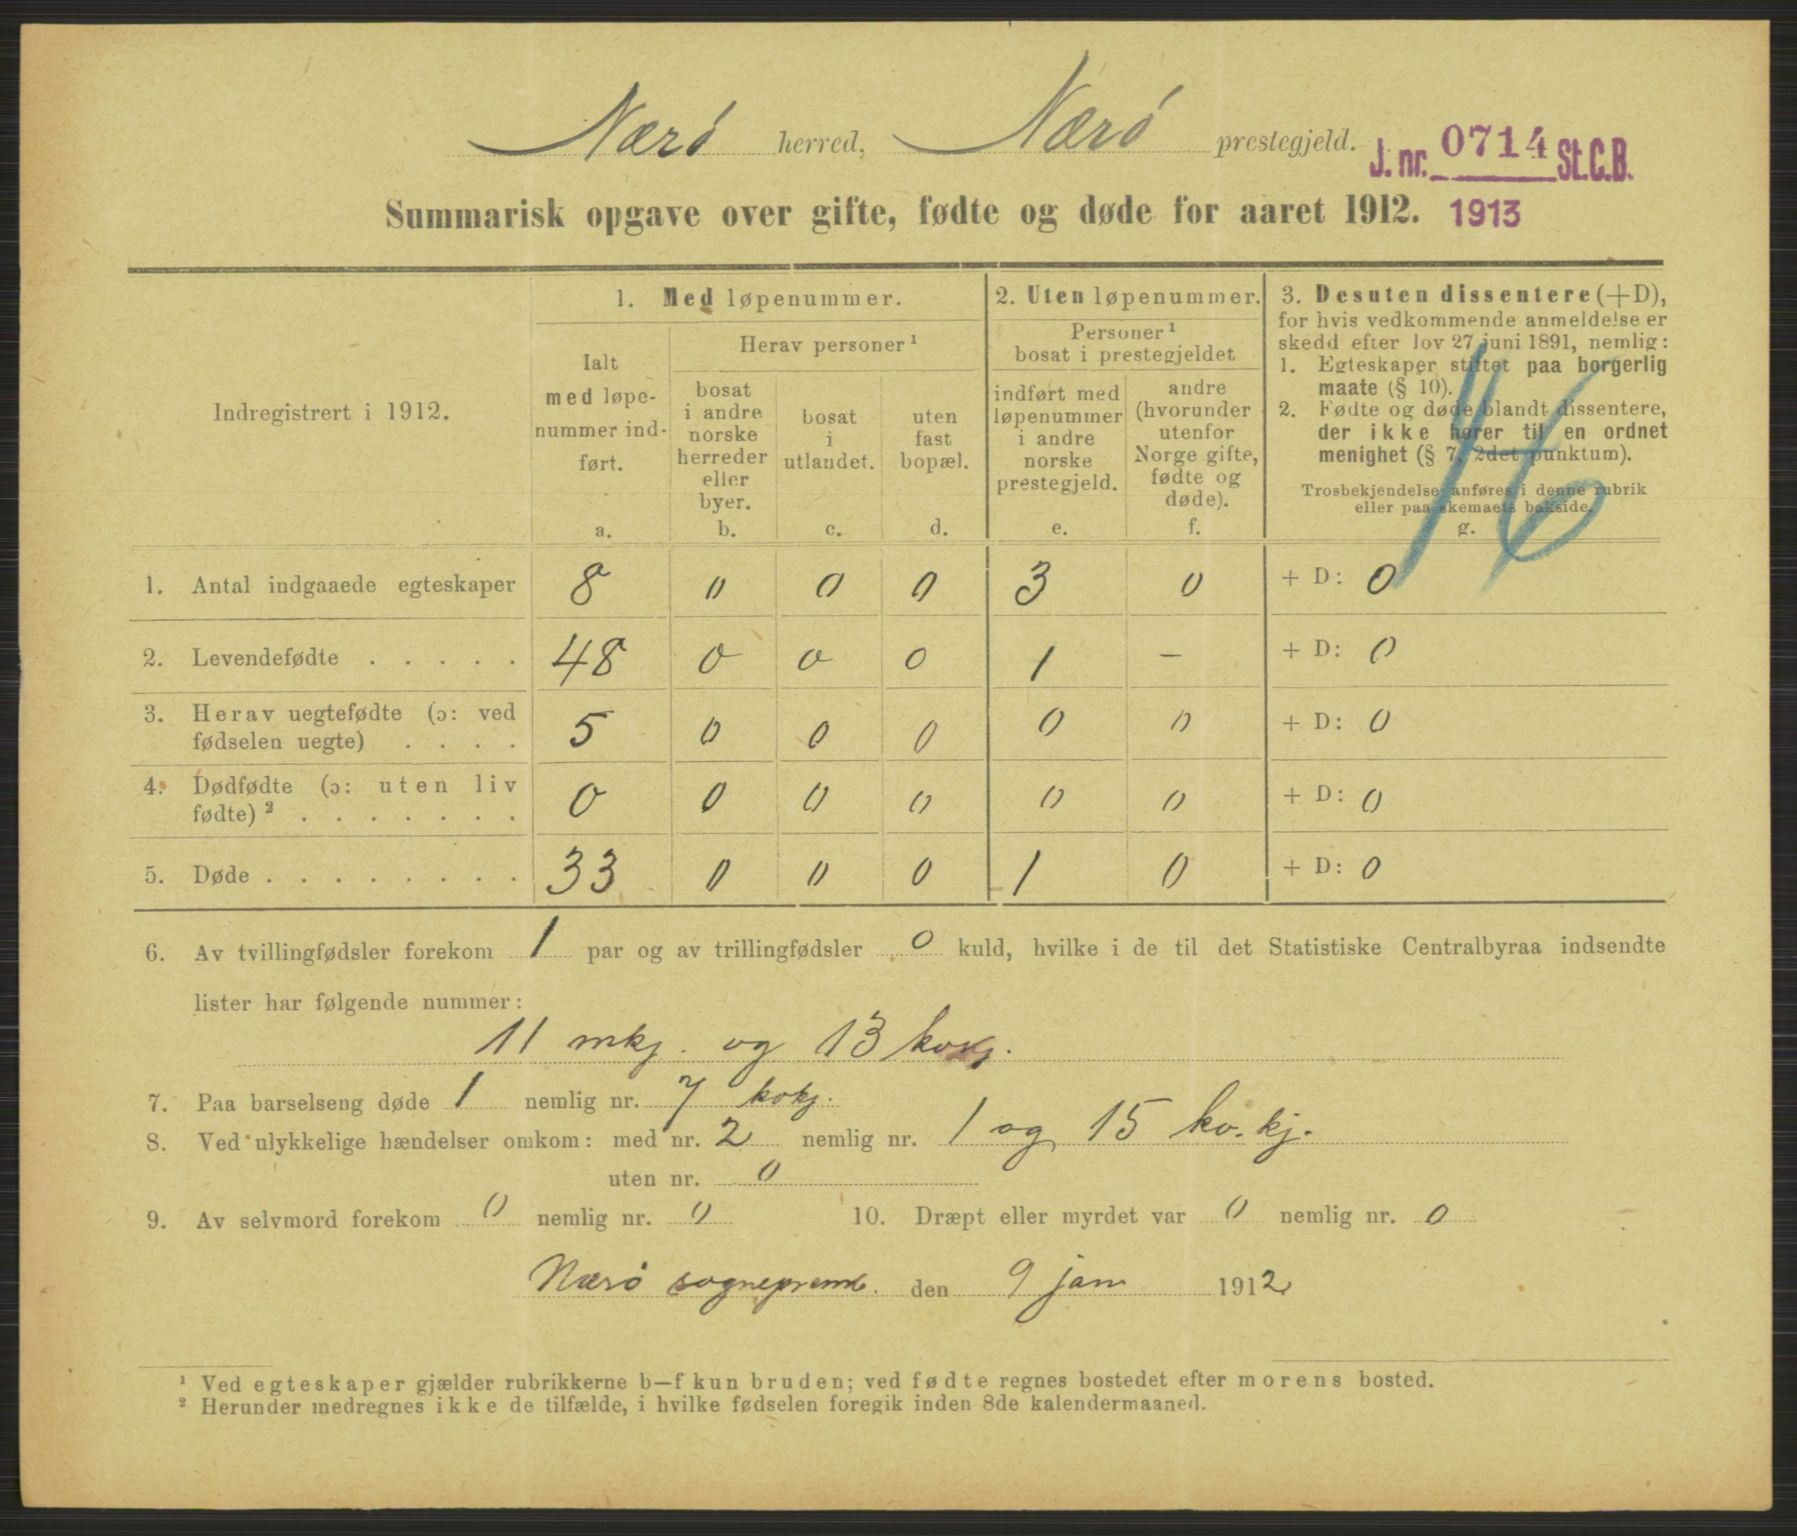 Nærö herred, Nærö prestegjeld.
J. nr. 0714 St.C.B.
Summarisk opgave over gifte, fødte og døde for aaret 1912. 1913
Indregistrert i 1912.
1. Med løpenummer.
Ialt
med løpe-
nummer ind-
ført.
a.
Herav personer ¹
bosat
i andre
norske
herreder
eller
byer.
b.
bosat
i
utlandet.
c.
uten
fast
bopæl.
d.
2. Uten løpenummer.
Personer ¹
bosat i prestegjeldet
indført med
løpenummer
i andre
norske
prestegjeld.
e.
andre
(hvorunder
utenfor
Norge gifte,
fødte og
døde).
f.
3. Desuten dissentere (+D),
for hvis vedkommende anmeldelse er
skedd efter lov 27 juni 1891, nemlig:
1. Egteskaper stiftet paa borgerlig
maate (§ 10).
2. Fødte og døde blandt dissentere,
der ikke hører til en ordnet
menighet (§ 7, 2det punktum).
Trosbekjendelse anføres i denne rubrik
eller paa skemaets bakside.
g.
16
1. Antal indgaaede egteskaper 8 0 0 0 3 0 + D: 0
2. Levendefødte . . . . . 48 0 0 0 1 – + D: 0
3. Herav uegtefødte (ɔ: ved
fødselen uegte) . . . . 5 0 0 0 0 0 + D: 0
4. Dødfødte (ɔ: uten liv
fødte) ² . . . . . . . 0 0 0 0 0 0 + D: 0
5. Døde . . . . . . . . 33 0 0 0 1 0 + D: 0
6. Av tvillingfødsler forekom 1 par og av trillingfødsler 0 kuld, hvilke i de til det Statistiske Centralbyraa indsendte
lister har følgende nummer:
11 mkj. og 13 kokj.
7. Paa barselseng døde 1 nemlig nr. 7 kokj.
8. Ved ulykkelige hændelser omkom: med nr. 2 nemlig nr. 1 og 15 ko. kj.
uten nr. 0
9. Av selvmord forekom 0 nemlig nr. 0 10. Dræpt eller myrdet var 0 nemlig nr. 0
Nærö den 9 jan 1912
¹ Ved egteskaper gjælder rubrikkerne b—f kun bruden; ved fødte regnes bostedet efter morens bosted.
² Herunder medregnes ikke de tilfælde, i hvilke fødselen foregik inden 8de kalendermaaned.